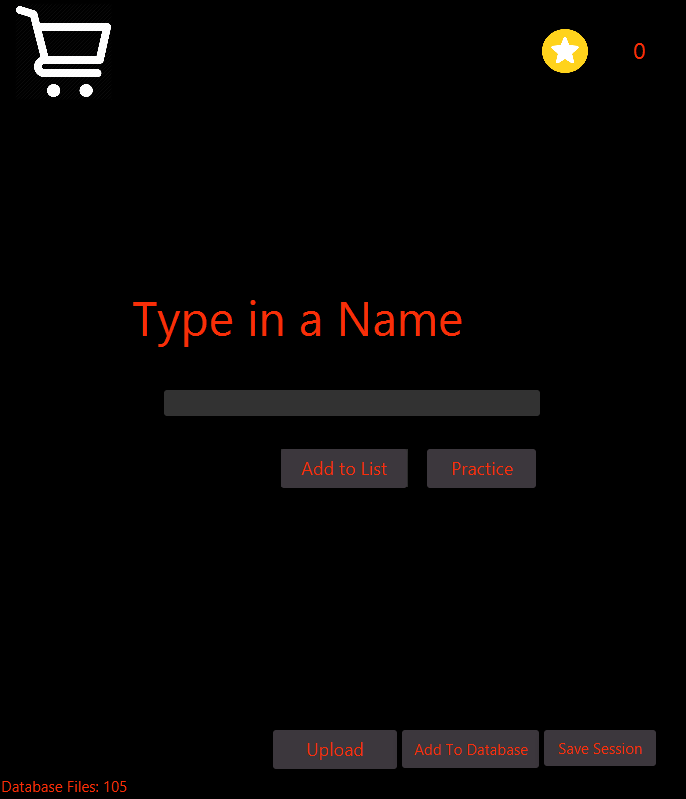 0
Type in a Name
Add to List
Practice
Upload
Add To Database
Save Session
Database Files: 105